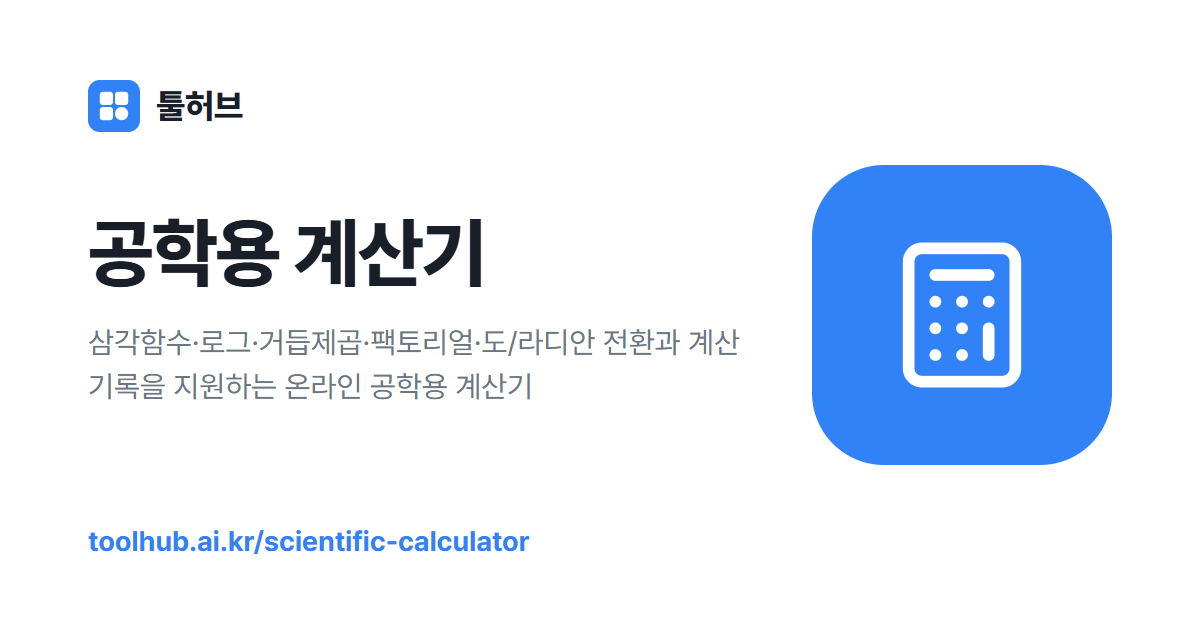 툴허브
공학용 계산기
삼각함수·로그·거듭제곱·팩토리얼·도/라디안 전환과 계산
기록을 지원하는 온라인 공학용 계산기
toolhub.ai.kr/scientific-calculator